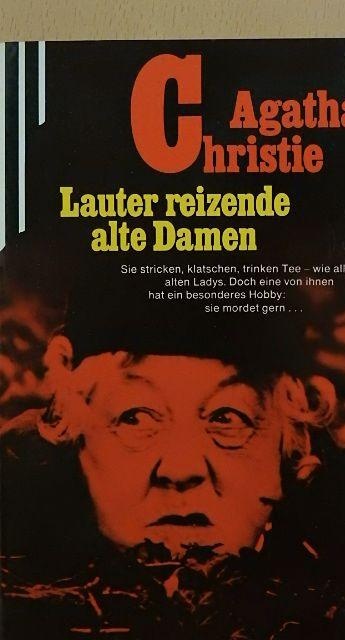 Agatha
Christie
Lauter reizende
alte Damen
Sie stricken, klatschen, trinken Tee – wie all
alten Ladys. Doch eine von ihnen
hat ein besonderes Hobby:
sie mordet gern . . .